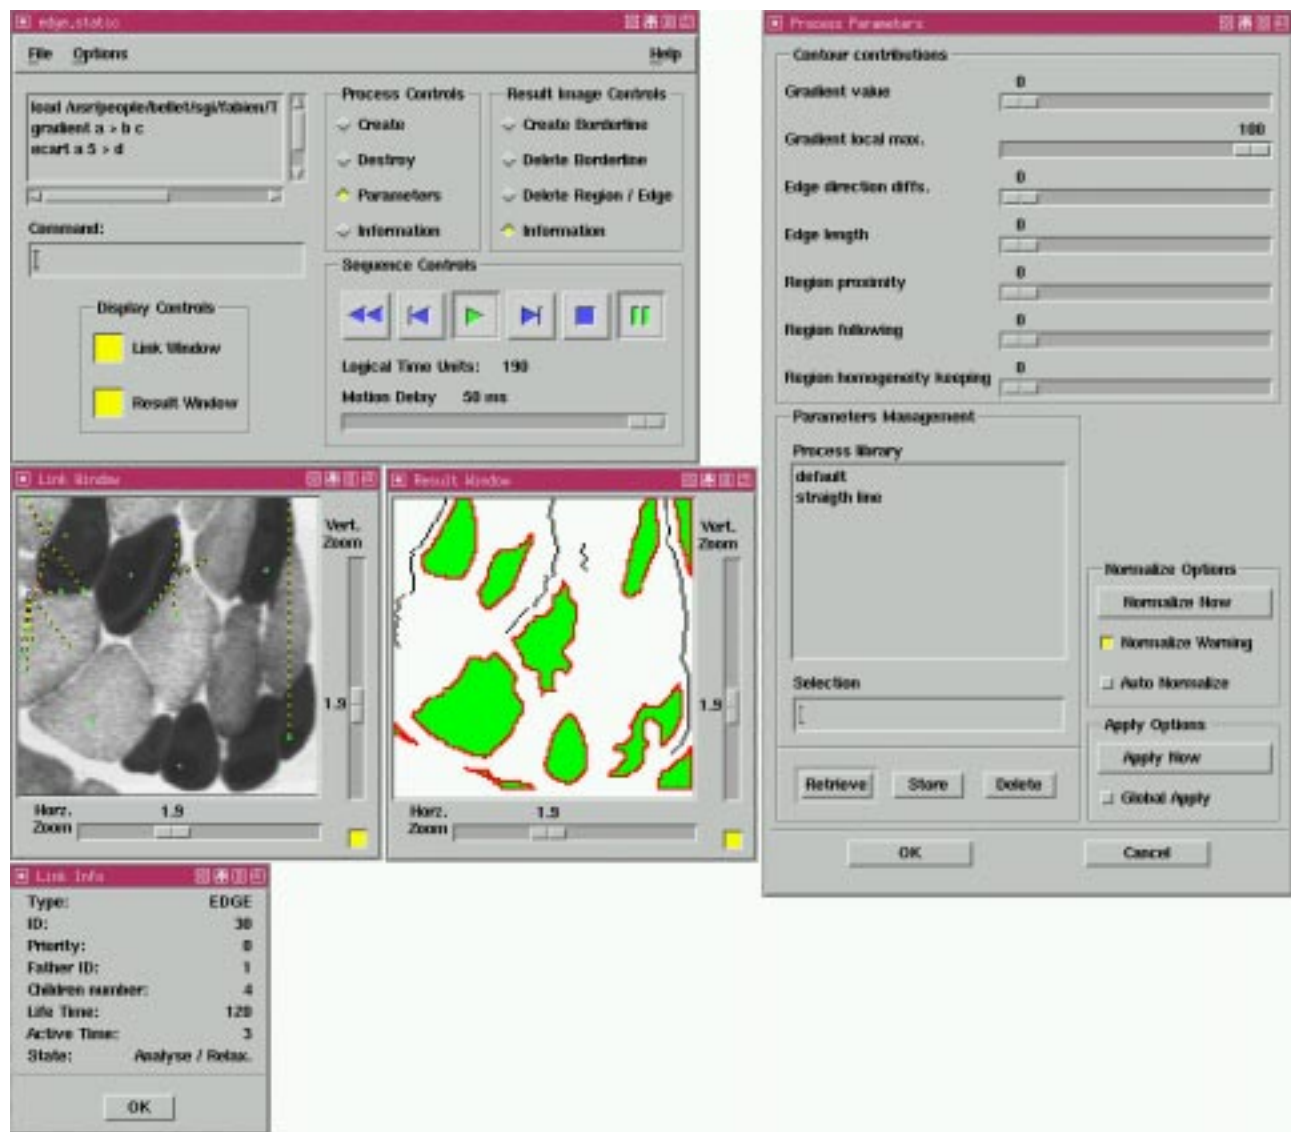 edge.static
File Options Help
load /usr/people/bellet/sgi/fabien/T
gradient a > b c
ecart a 5 > d
Command:
Display Controls
Link Window
Result Window
Process Controls
Create
Destroy
Parameters
Information
Result Image Controls
Create Borderline
Delete Borderline
Delete Region / Edge
Information
Sequence Controls
Logical Time Units: 190
Motion Delay 50 ms
Process Parameters
Contour contributions
Gradient value 0
Gradient local max. 100
Edge direction diffs. 0
Edge length 0
Region proximity 0
Region following 0
Region homogeneity keeping 0
Parameters Management
Process library
default
straigth line
Selection
Retrieve Store Delete
Normalize Options
Normalize Now
Normalize Warning
Auto Normalize
Apply Options
Apply Now
Global Apply
OK Cancel
Link Window
Vert.
Zoom
1.9
Horz.
Zoom
1.9
Result Window
Vert.
Zoom
1.9
Horz.
Zoom
1.9
Link Info
Type: EDGE
ID: 30
Priority: 0
Father ID: 1
Children number: 4
Life Time: 120
Active Time: 3
State: Analyse / Relax.
OK